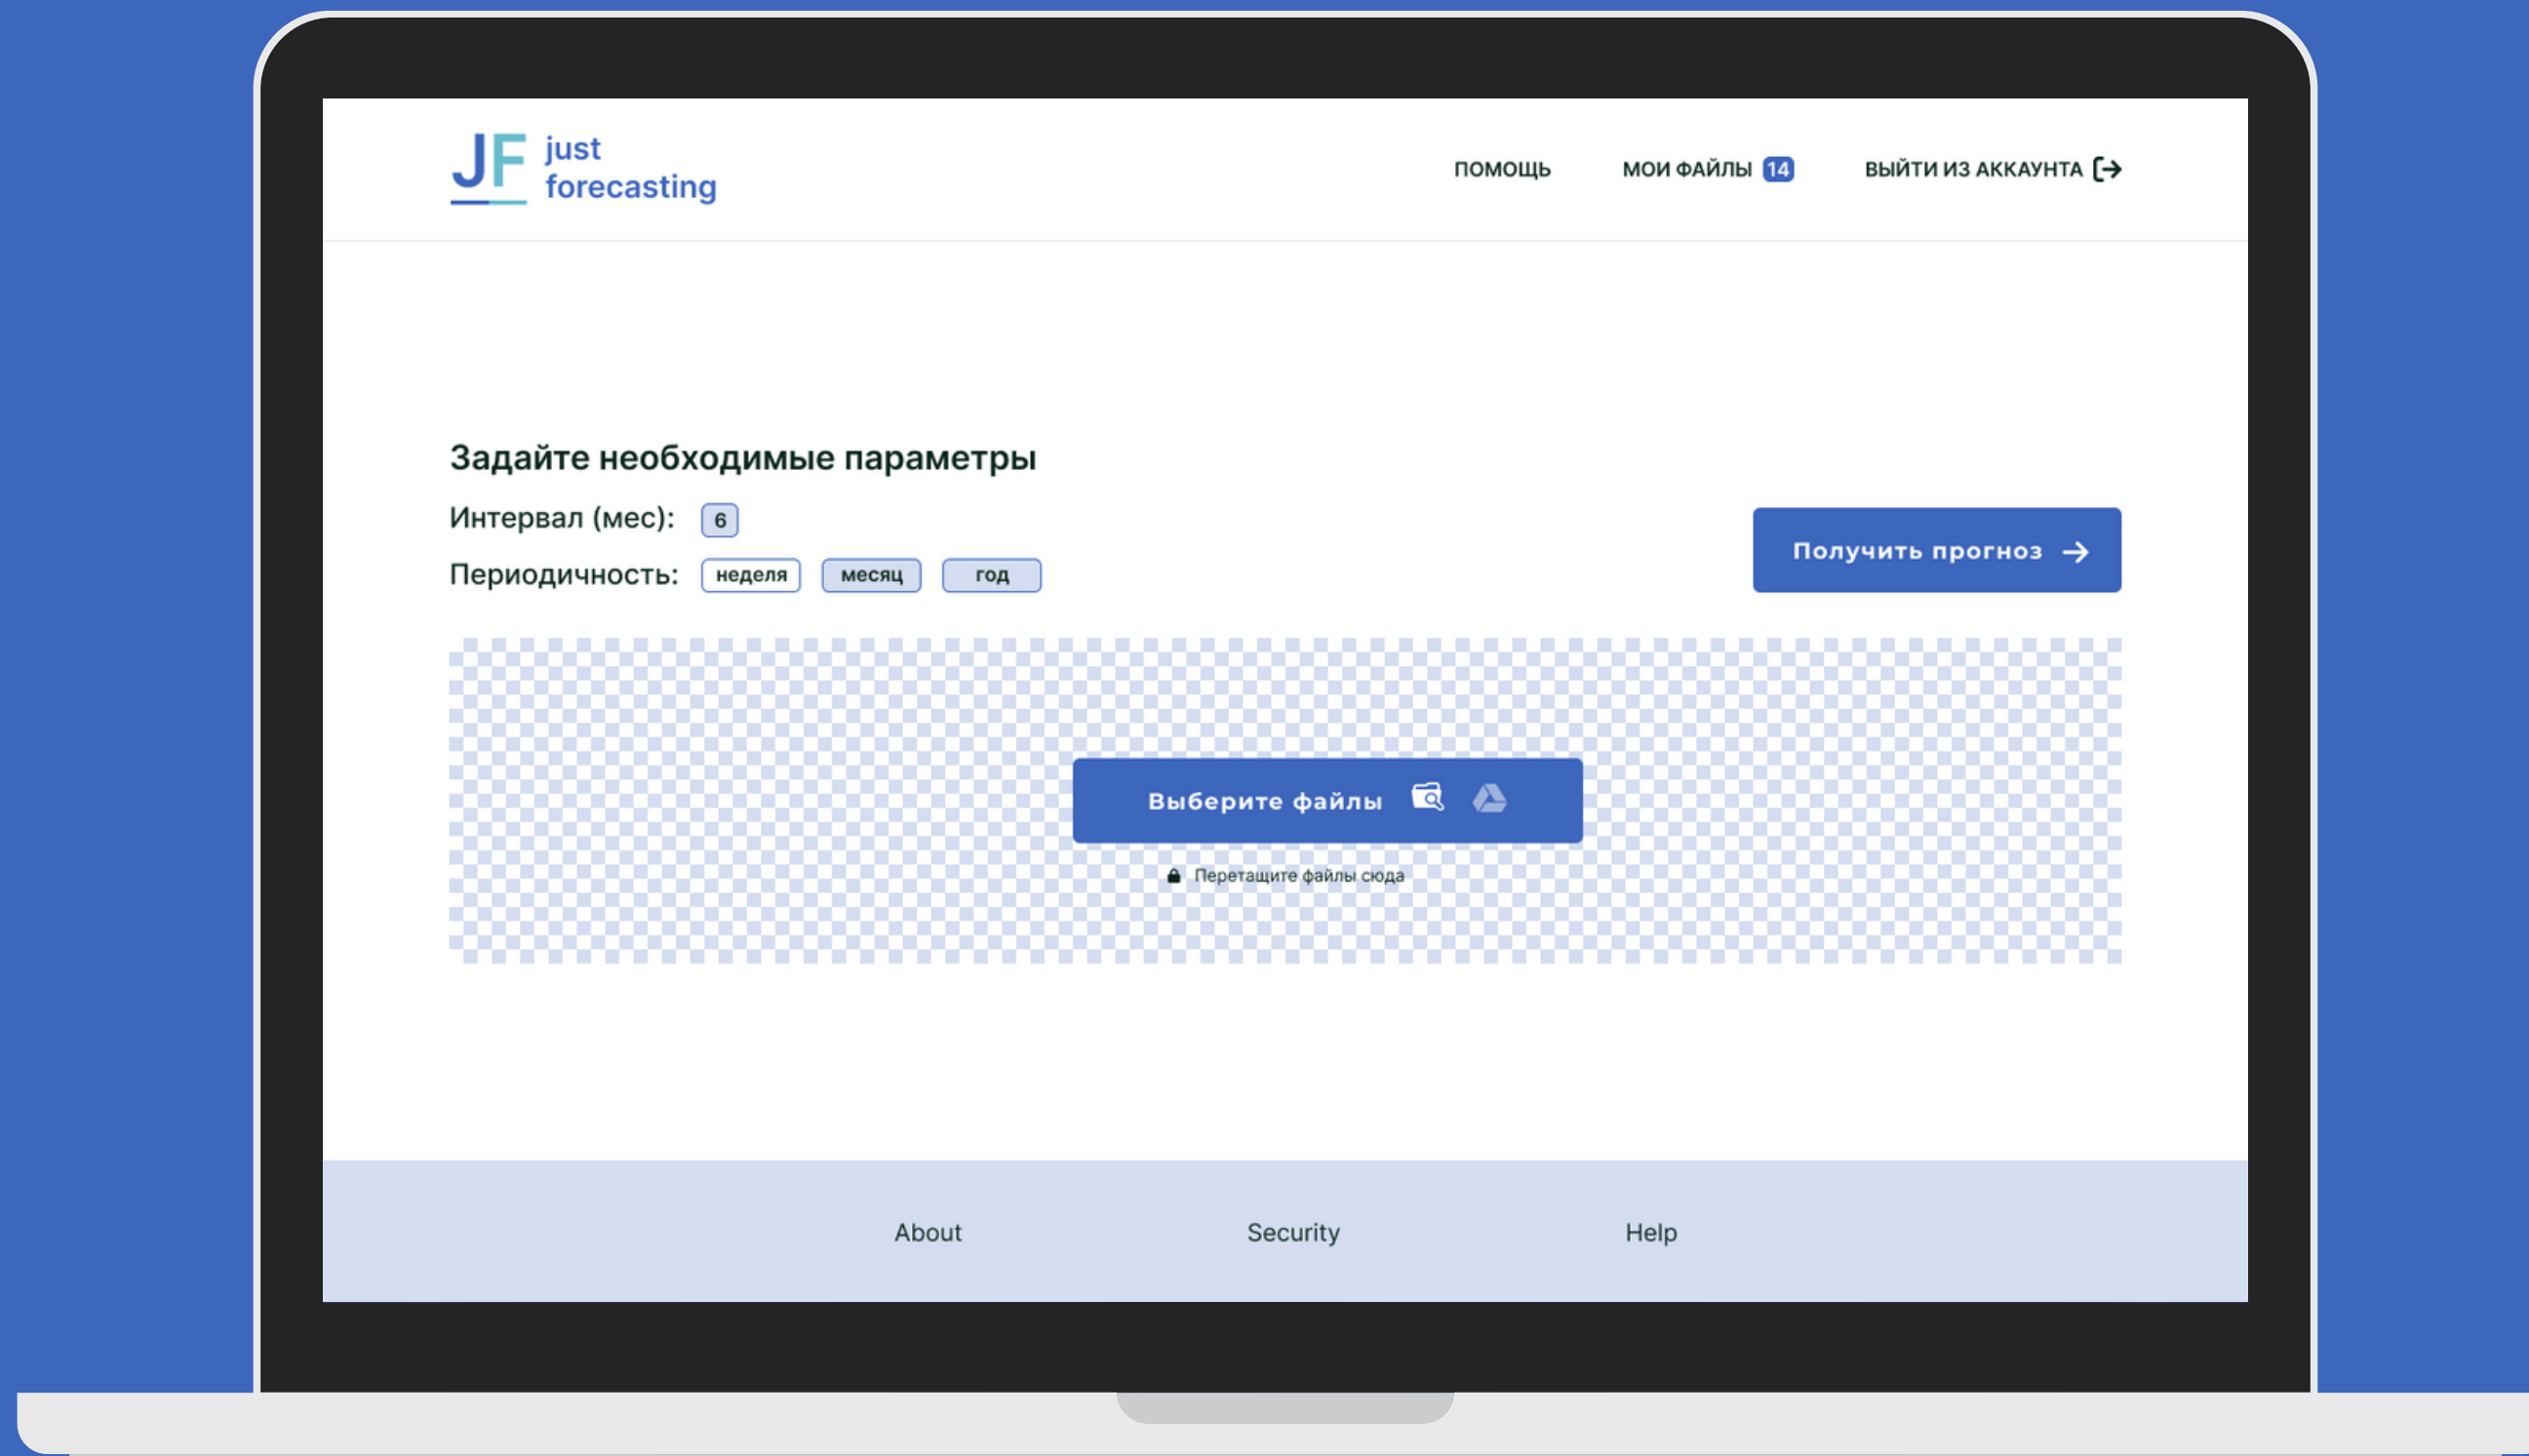 JF just forecasting
ПОМОЩЬ МОИ ФАЙЛЫ 14 ВЫЙТИ ИЗ АККАУНТА
Задайте необходимые параметры
Интервал (мес): 6
Периодичность: неделя месяц год
Получить прогноз
Выберите файлы
Перетащите файлы сюда
About Security Help